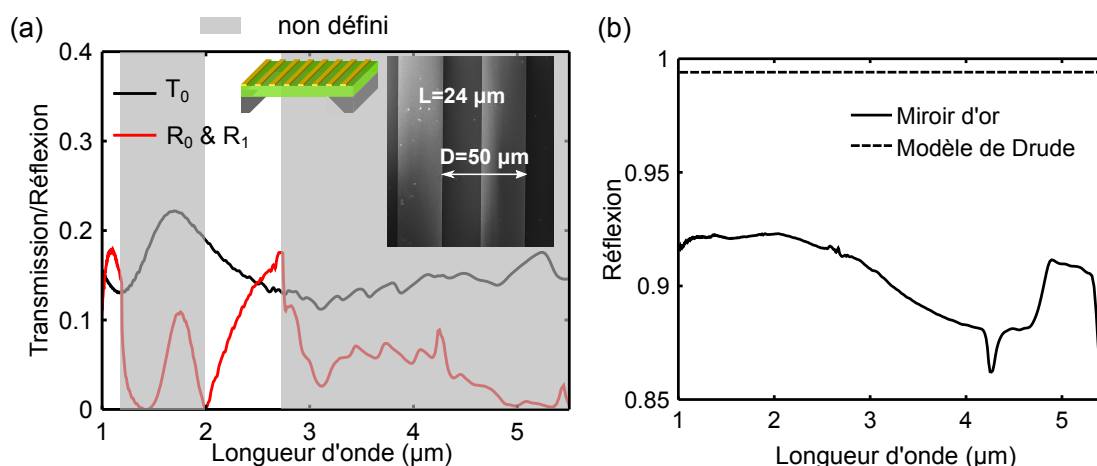 (a)
non défini
0.4
0.3
0.2
0.1
0
Transmission/Réflexion
T0
R0 & R1
L=24 µm
D=50 µm
1
2
3
4
5
Longueur d'onde (µm)
(b)
1
0.95
0.9
0.85
Réflexion
Miroir d'or
Modèle de Drude
1
2
3
4
5
Longueur d'onde (µm)